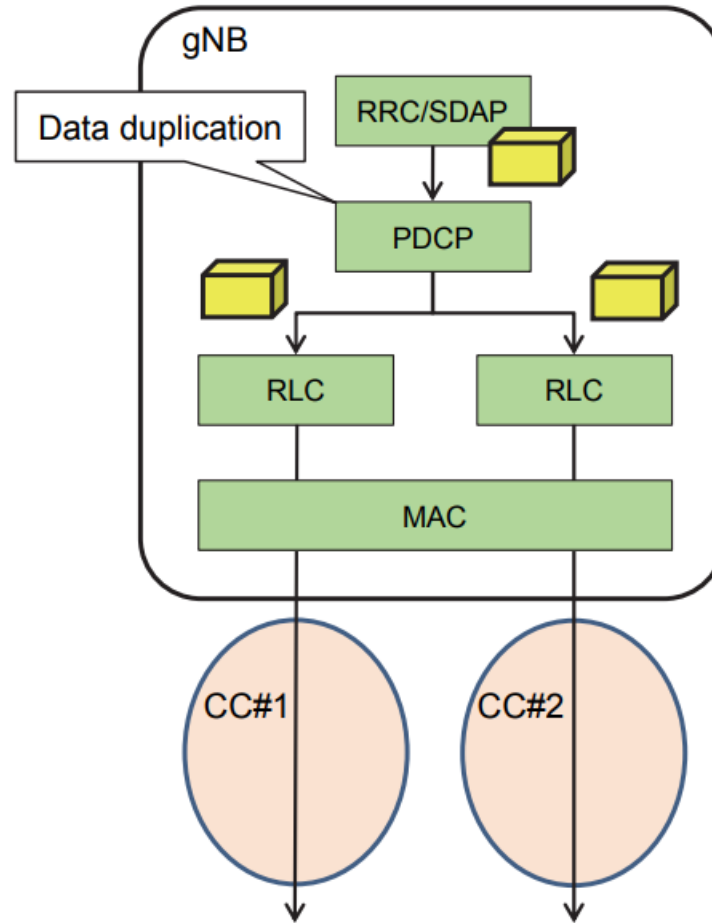 gNB
RRC/SDAP
Data duplication
PDCP
RLC
RLC
MAC
CC#1
CC#2